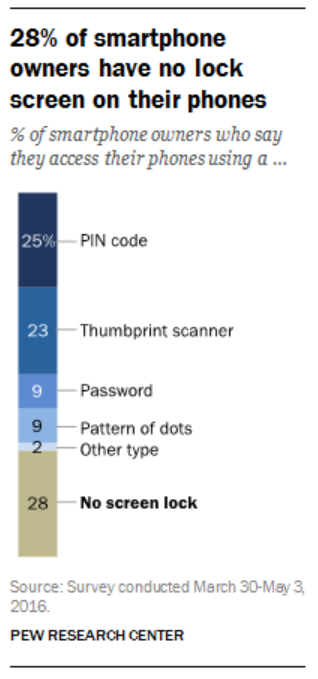 28% of smartphone
owners have no lock
screen on their phones
% of smartphone owners who say
they access their phones using a ...
25% PIN code
23 Thumbprint scanner
9 Password
9 Pattern of dots
2 Other type
28 No screen lock
Source: Survey conducted March 30-May 3,
2016.
PEW RESEARCH CENTER